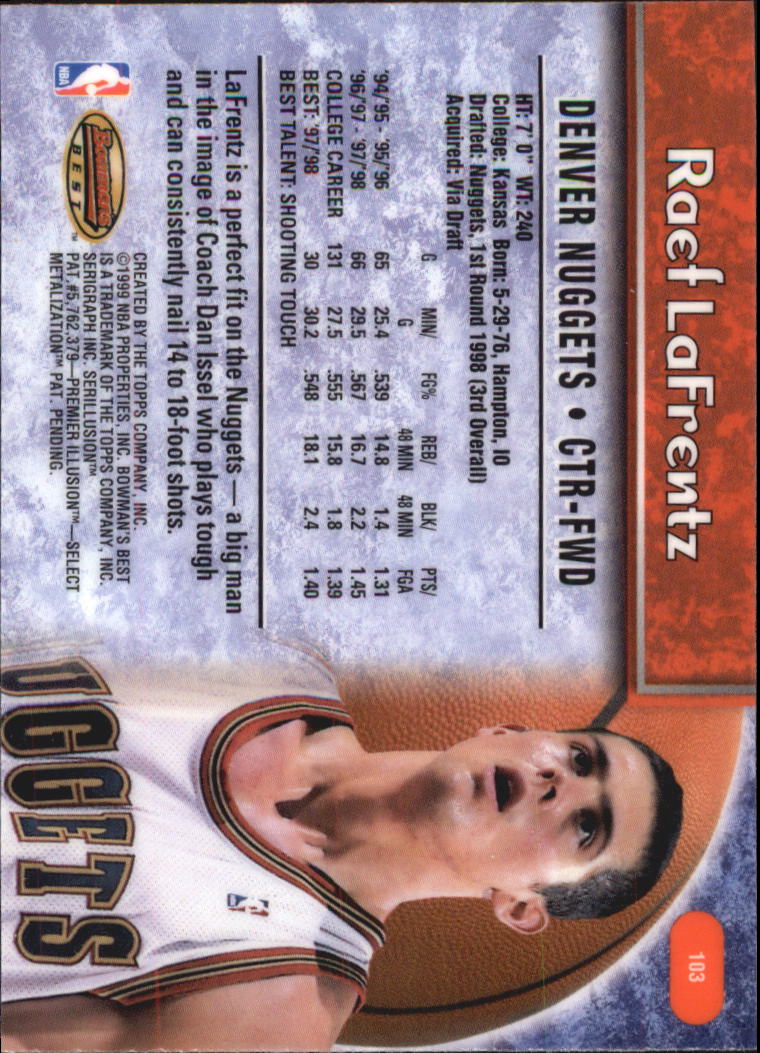 Raef LaFrentz
103
DENVER NUGGETS • CTR-FWD
HT: 7' 0" WT: 240
College: Kansas Born: 5-29-76, Hampton, IO
Drafted: Nuggets, 1st Round 1998 (3rd Overall)
Acquired: Via Draft
MIN/ REB/ BLK/ PTS/
G G FG% 48 MIN 48 MIN FGA
'94/'95 - '95/'96 65 25.4 .539 14.8 1.4 1.31
'96/'97 - '97/'98 66 29.5 .567 16.7 2.2 1.45
COLLEGE CAREER 131 27.5 .555 15.8 1.8 1.39
BEST: '97/'98 30 30.2 .548 18.1 2.4 1.40
BEST TALENT: SHOOTING TOUCH
LaFrentz is a perfect fit on the Nuggets — a big man
in the image of Coach Dan Issel who plays tough
and can consistently nail 14 to 18-foot shots.
NBA
Bowman's
BEST™
CREATED BY THE TOPPS COMPANY, INC.
©1999 NBA PROPERTIES, INC. BOWMAN'S BEST
IS A TRADEMARK OF THE TOPPS COMPANY, INC.
SERIGRAPH INC. SERILLUSION™
PAT.#5,762,379—PREMIER ILLUSION™—SELECT
METALIZATION™ PAT. PENDING.
UGGETS